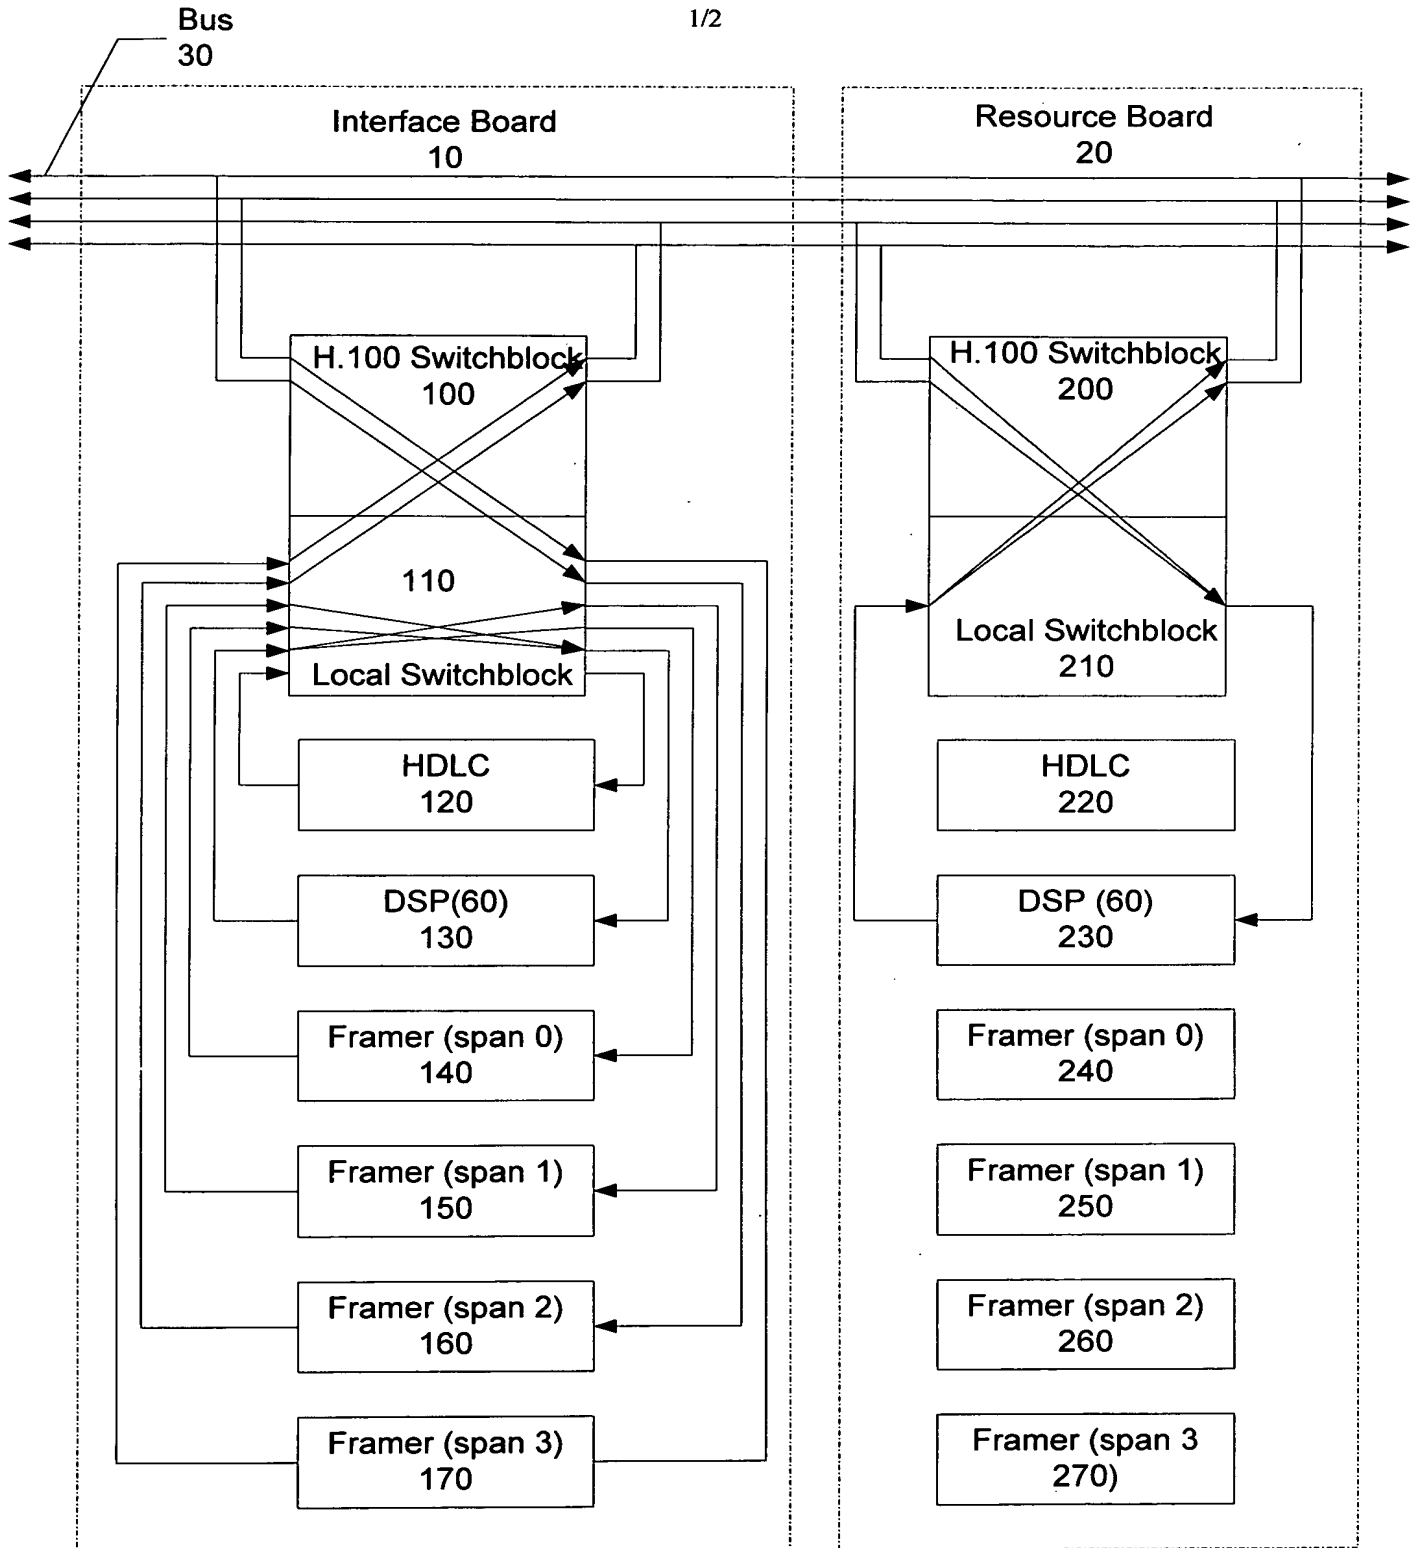 Bus
30
1/2
Interface Board
10
Resource Board
20
H.100 Switchblock
100
110
Local Switchblock
HDLC
120
DSP(60)
130
Framer (span 0)
140
Framer (span 1)
150
Framer (span 2)
160
Framer (span 3)
170
H.100 Switchblock
200
Local Switchblock
210
HDLC
220
DSP (60)
230
Framer (span 0)
240
Framer (span 1)
250
Framer (span 2)
260
Framer (span 3
270)